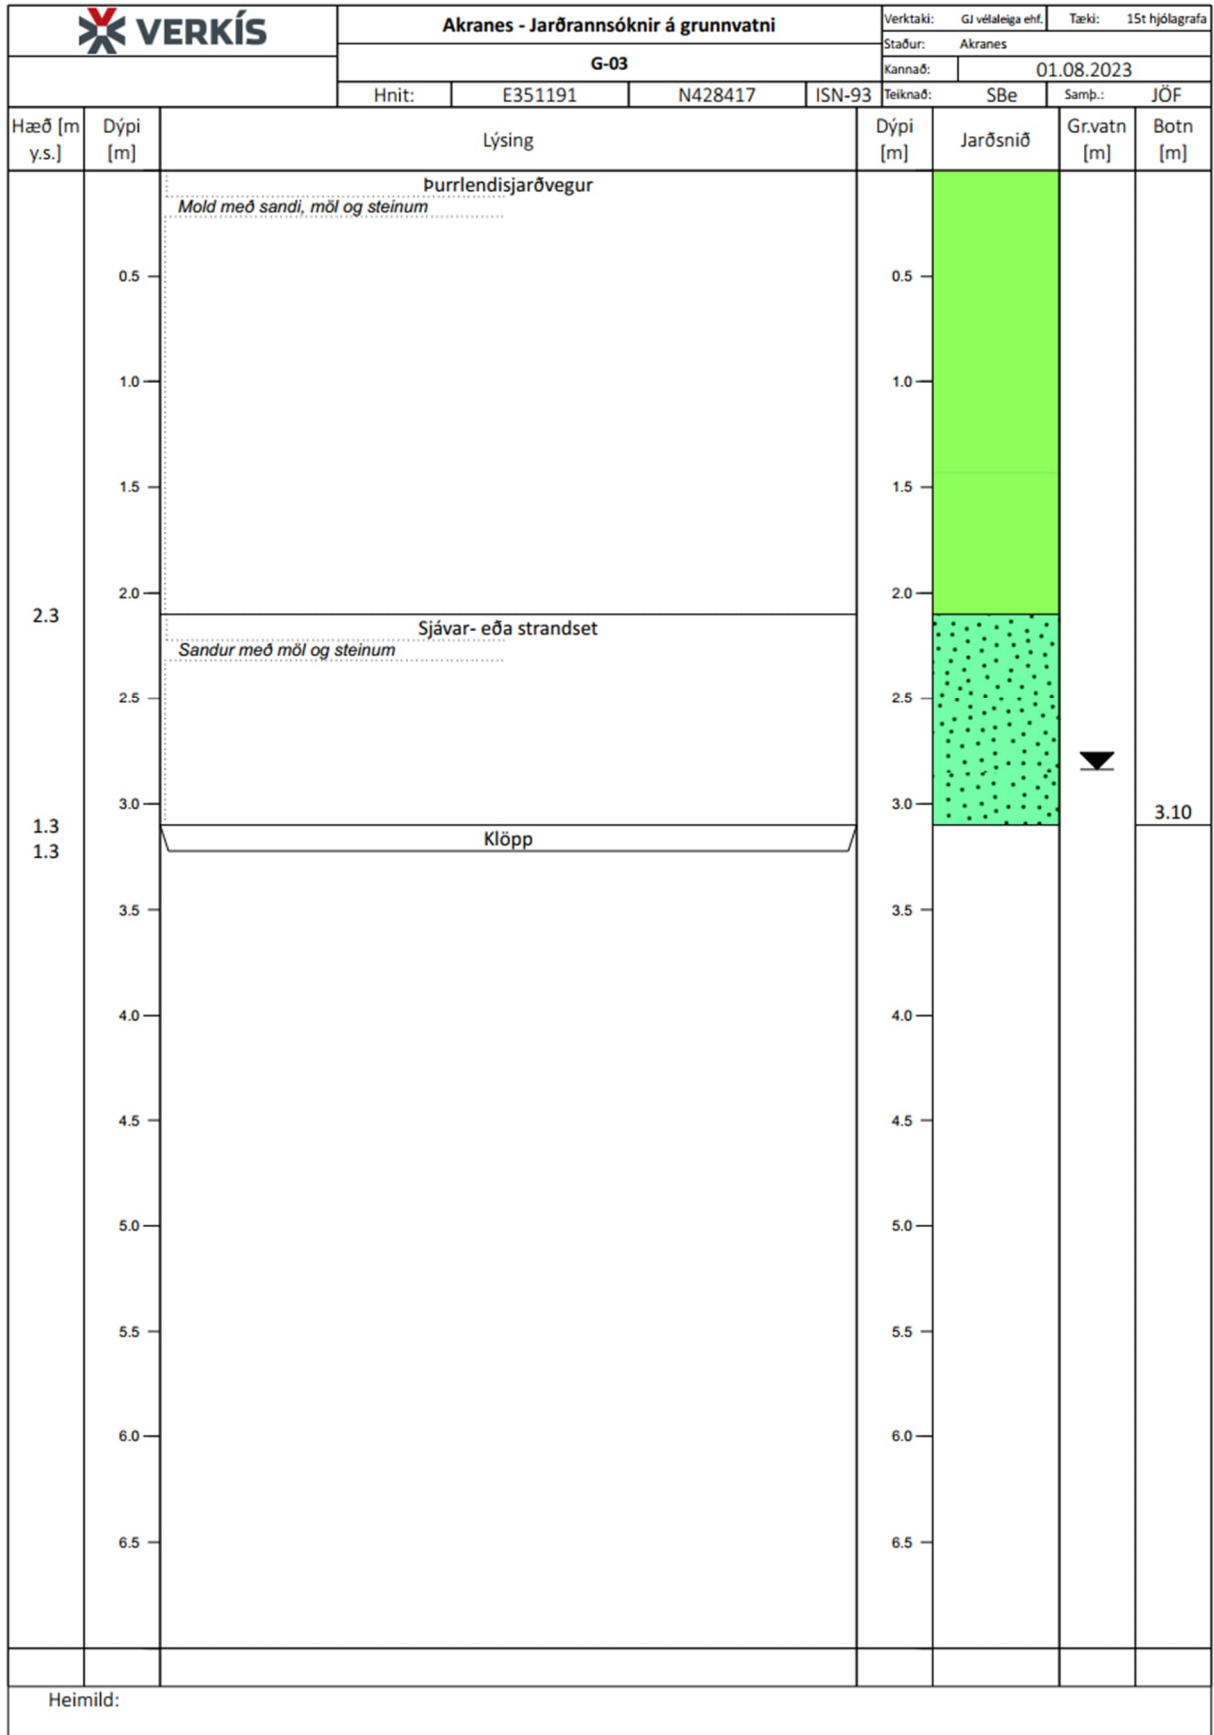 VERKÍS
Akranes - Jarðrannsóknir á grunnvatni
Verktaki: GJ vélaleiga ehf. Tæki: 15t hjólagrafa
Staður: Akranes
G-03
Kannað: 01.08.2023
Hnit: E351191 N428417 ISN-93 Teiknað: SBe Samþ.: JÖF
Hæð [m y.s.] Dýpi [m] Lýsing Dýpi [m] Jarðsnið Gr.vatn [m] Botn [m]
Þurrlendisjarðvegur
Mold með sandi, möl og steinum
0.5 0.5
1.0 1.0
1.5 1.5
2.0 2.0
2.3
Sjávar- eða strandset
Sandur með möl og steinum
2.5 2.5
3.0 3.0
3.10
1.3
Klöpp
1.3
3.5 3.5
4.0 4.0
4.5 4.5
5.0 5.0
5.5 5.5
6.0 6.0
6.5 6.5
Heimild: